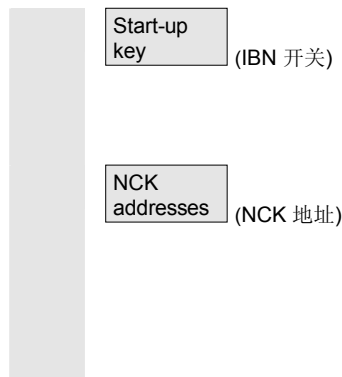 Start-up
key (IBN 开关)
NCK
addresses (NCK 地址)